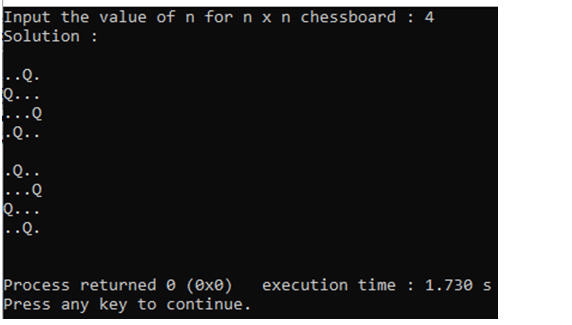 Input the value of n for n x n chessboard : 4
Solution :
..Q.
Q...
...Q
.Q..
.Q..
...Q
Q...
..Q.
Process returned 0 (0x0)   execution time : 1.730 s
Press any key to continue.